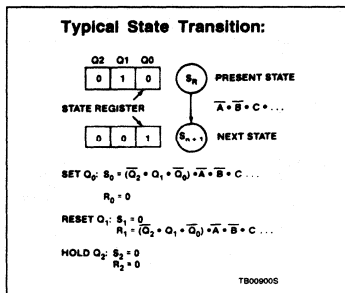 Typical State Transition:
Q2 Q1 Q0
0 1 0
SR
PRESENT STATE
STATE REGISTER
A̅ • B̅ • C • . . .
0 0 1
Sn + 1
NEXT STATE
SET Q₀: S₀ = (Q̅₂ • Q₁ • Q̅₀) • A̅ • B̅ • C . . .
R₀ = 0
RESET Q₁: S₁ = 0
R₁ = (Q̅₂ • Q₁ • Q̅₀) • A̅ • B̅ • C . . .
HOLD Q₂: S₂ = 0
R₂ = 0
TB00900S